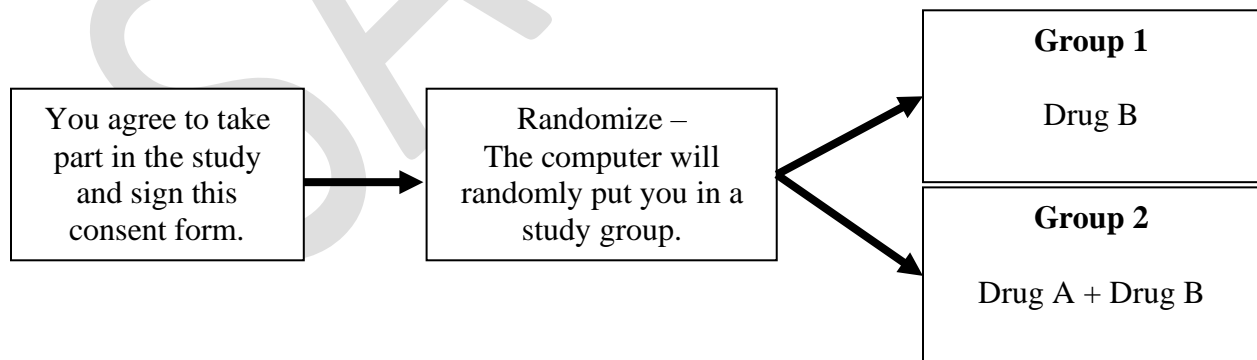 You agree to take
part in the study
and sign this
consent form.
Randomize –
The computer will
randomly put you in a
study group.
Group 1
Drug B
Group 2
Drug A + Drug B